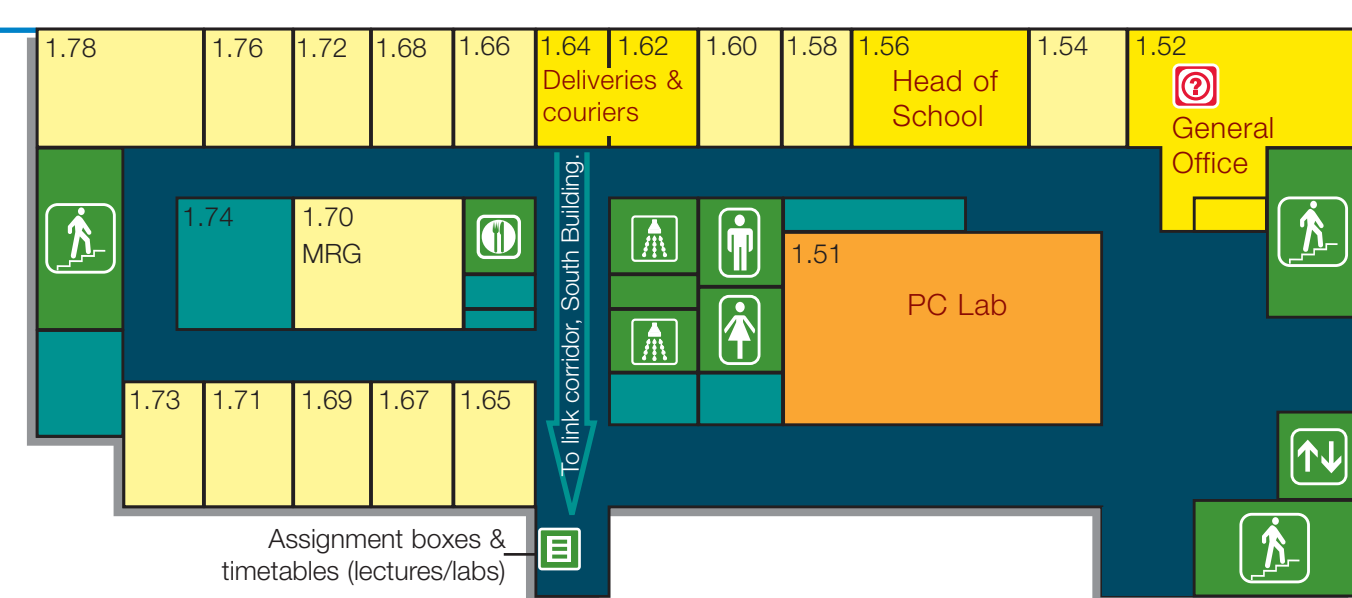 1.78
1.76
1.72
1.68
1.66
1.64
1.62
Deliveries &
couriers
1.60
1.58
1.56
Head of
School
1.54
1.52
?
General
Office
1.74
1.70
MRG
To link corridor, South Building.
1.51
PC Lab
1.73
1.71
1.69
1.67
1.65
Assignment boxes &
timetables (lectures/labs)